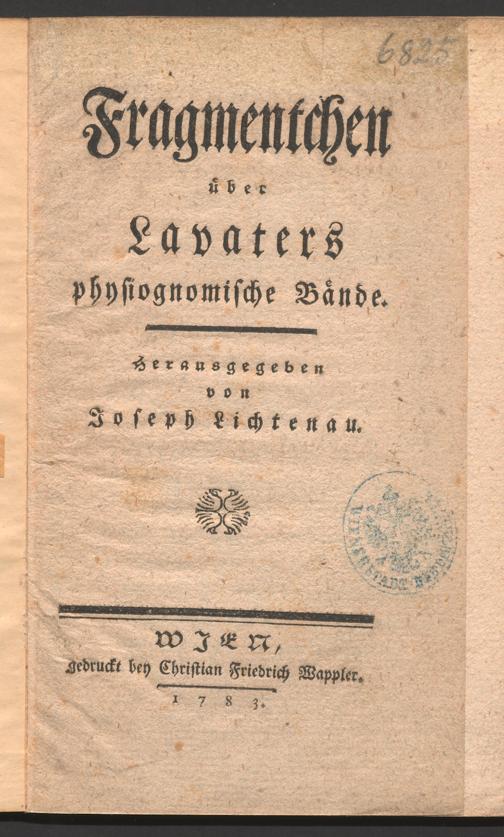 6825
Fragmentchen
über
Lavaters
physiognomische Bände.
Herausgegeben
von
Joseph Lichtenau.
WIEN,
gedruckt bey Christian Friedrich Wappler.
1783.